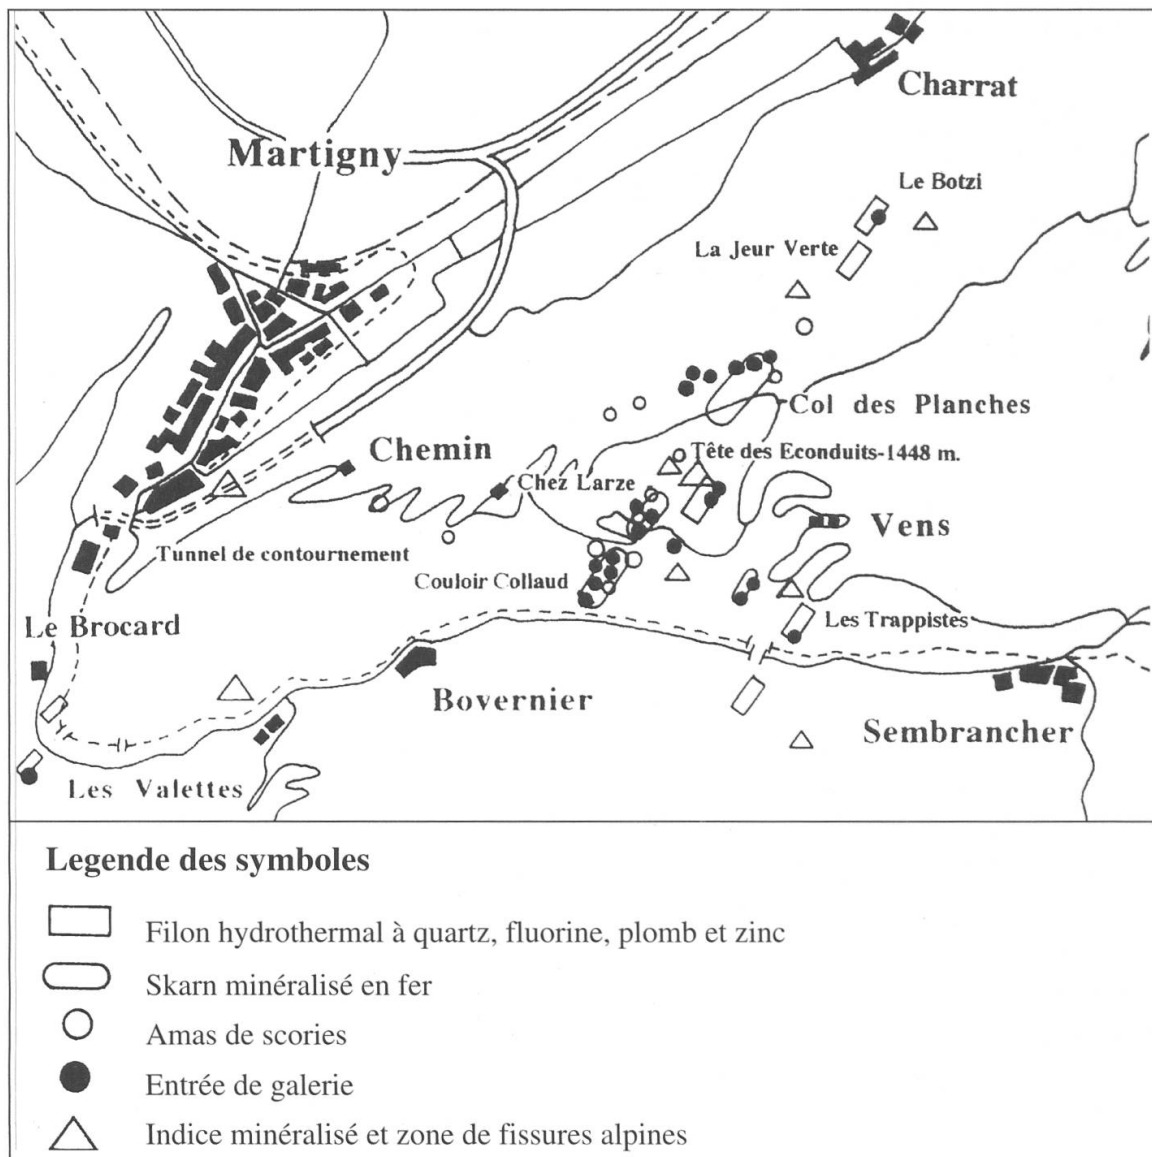 Charrat
Martigny
Le Botzi
La Jeur Verte
Col des Planches
Chemin
Tête des Econduits-1448 m.
Chez Larze
Vens
Tunnel de contournement
Couloir Collaud
Le Brocard
Les Trappistes
Bovernier
Sembrancher
Les Valettes
Legende des symboles
Filon hydrothermal à quartz, fluorine, plomb et zinc
Skarn minéralisé en fer
Amas de scories
Entrée de galerie
Indice minéralisé et zone de fissures alpines